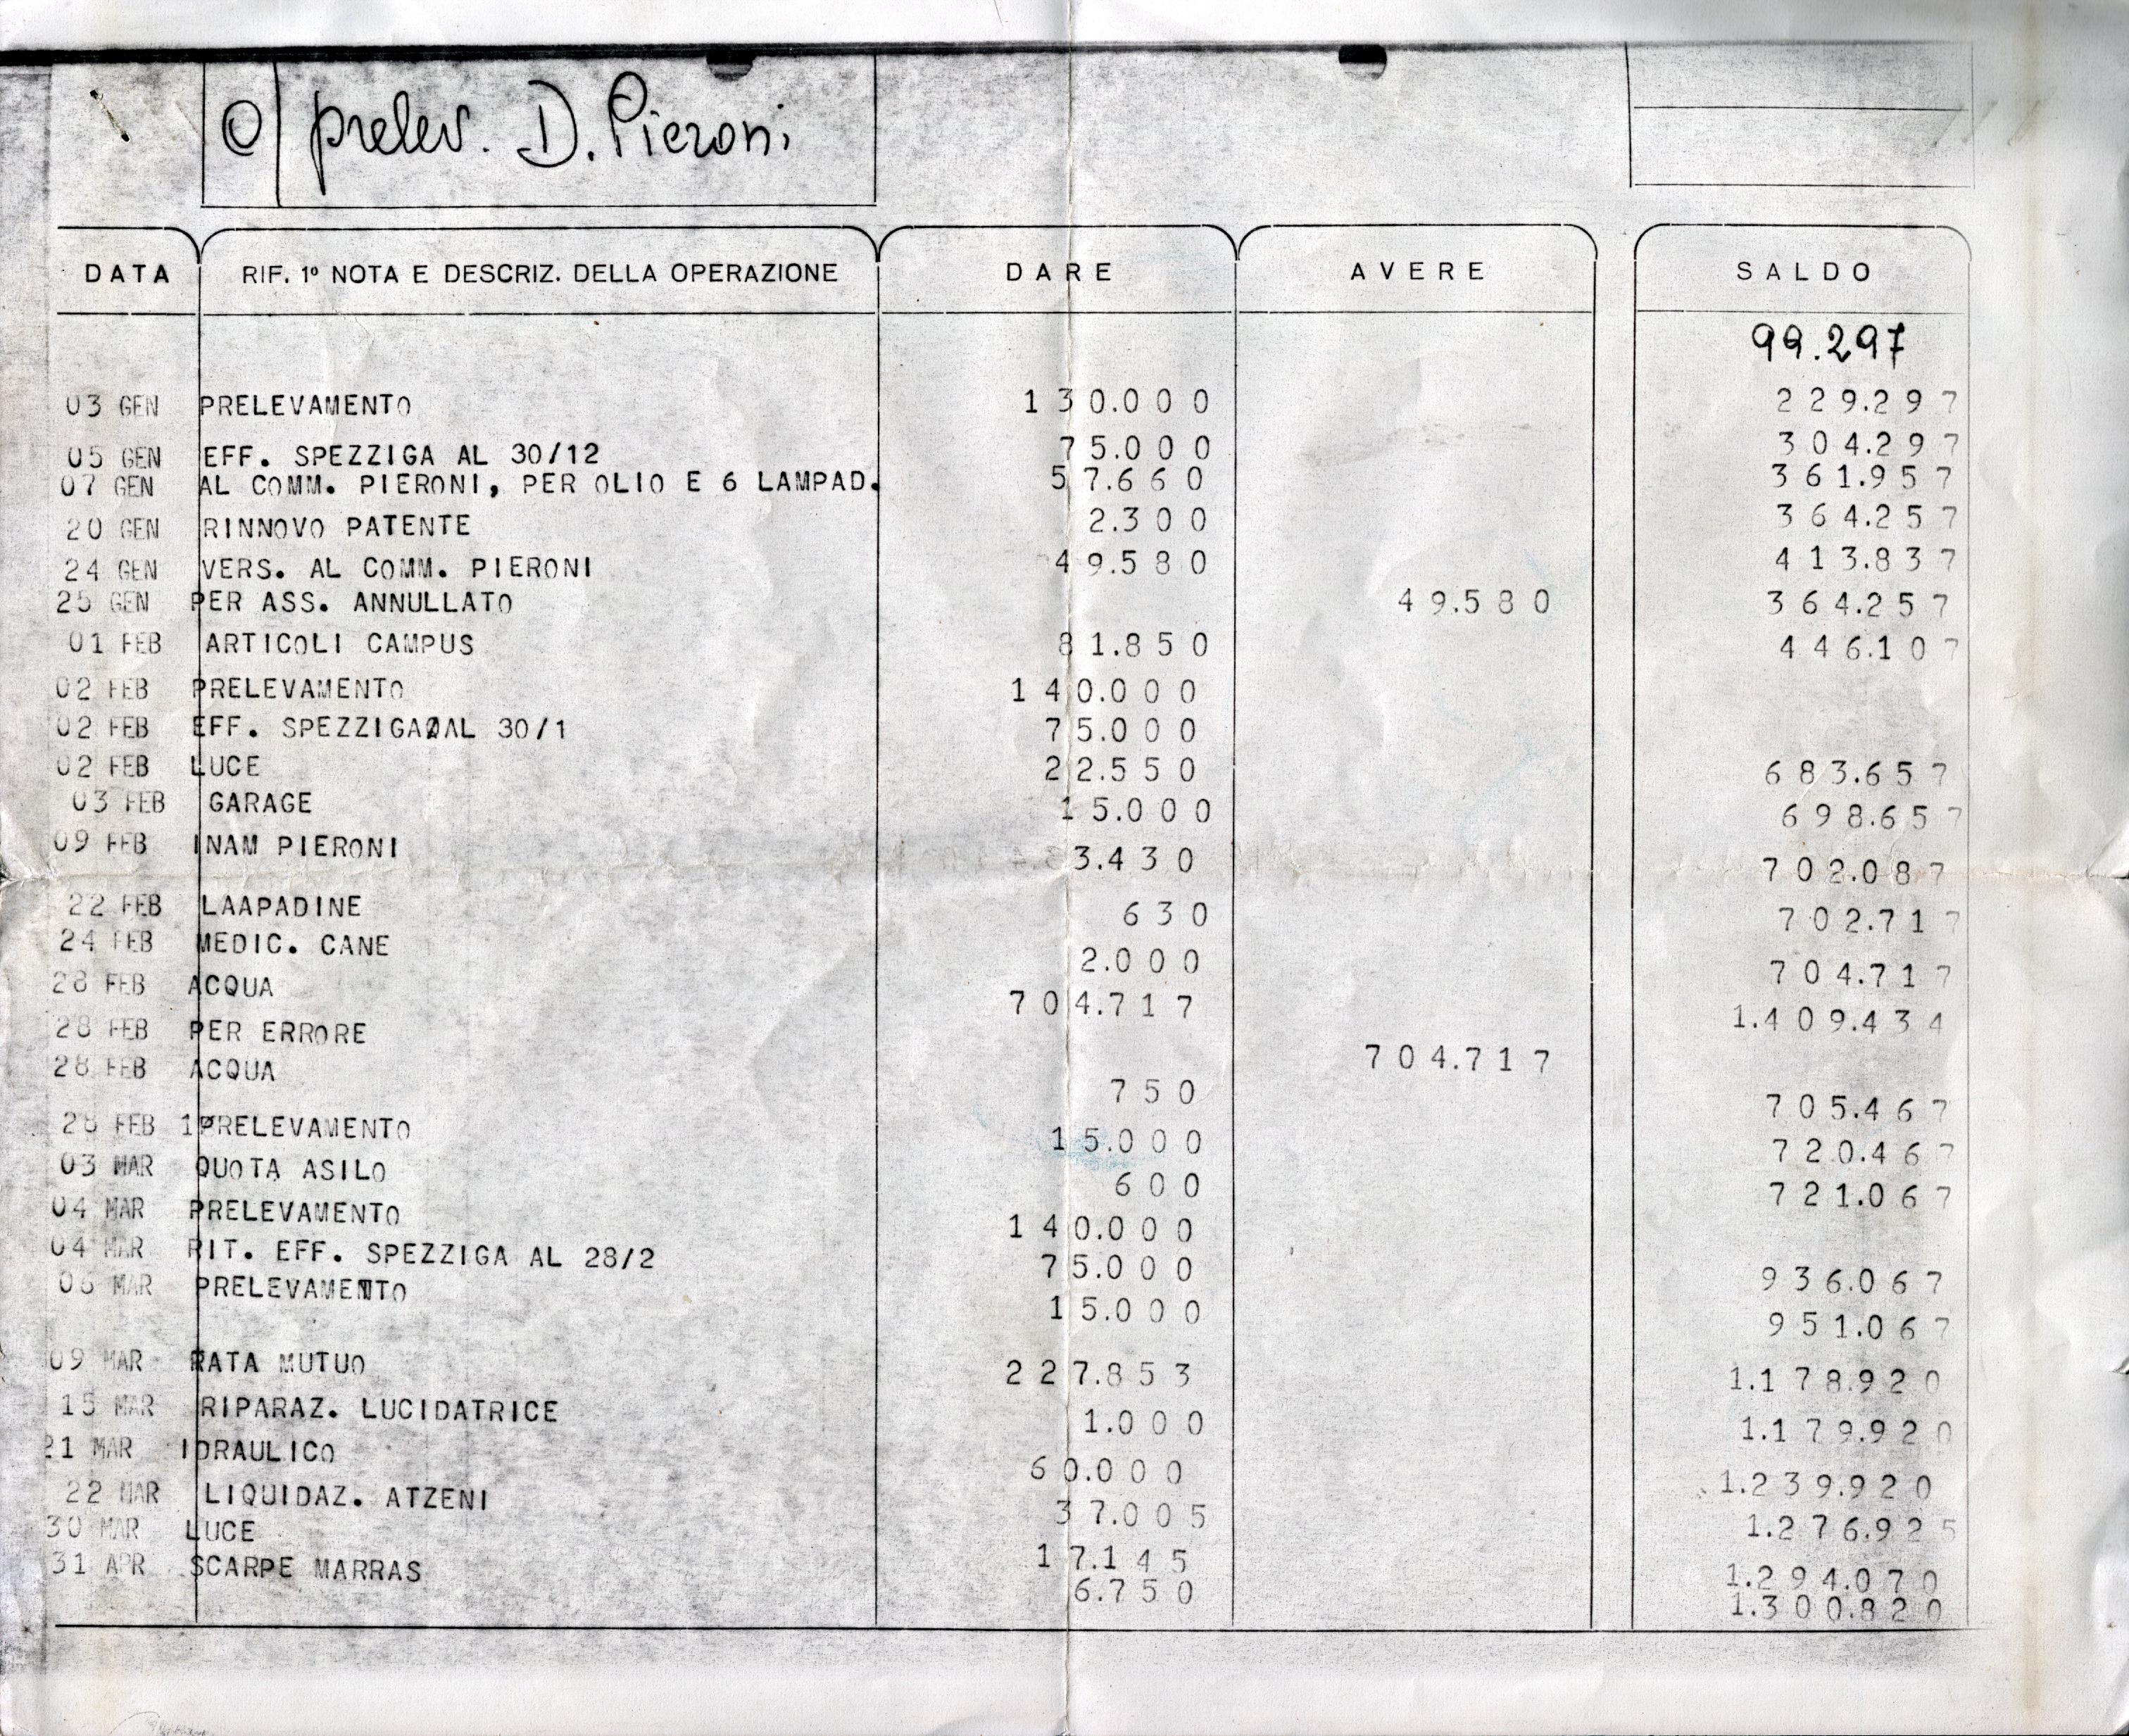 © prelev. D. Pieroni
DATA RIF. 1º NOTA E DESCRIZ. DELLA OPERAZIONE DARE AVERE SALDO
99.297
03 GEN PRELEVAMENTO 130.000 229.297
05 GEN EFF. SPEZZIGA AL 30/12 75.000 304.297
07 GEN AL COMM. PIERONI, PER OLIO E 6 LAMPAD. 57.660 361.957
20 GEN RINNOVO PATENTE 2.300 364.257
24 GEN VERS. AL COMM. PIERONI 49.580 413.837
25 GEN PER ASS. ANNULLATO 49.580 364.257
01 FEB ARTICOLI CAMPUS 81.850 446.107
02 FEB PRELEVAMENTO 140.000
02 FEB EFF. SPEZZIGA AL 30/1 75.000
02 FEB LUCE 22.550 683.657
03 FEB GARAGE 15.000 698.657
09 FEB INAM PIERONI 3.430 702.087
22 FEB LAAPADINE 630 702.717
24 FEB MEDIC. CANE 2.000 704.717
28 FEB ACQUA 704.717 1.409.434
28 FEB PER ERRORE 704.717
28 FEB ACQUA 750 705.467
28 FEB 1PRELEVAMENTO 15.000 720.467
03 MAR QUOTA ASILO 600 721.067
04 MAR PRELEVAMENTO 140.000
04 MAR RIT. EFF. SPEZZIGA AL 28/2 75.000 936.067
08 MAR PRELEVAMENTO 15.000 951.067
09 MAR RATA MUTUO 227.853 1.178.920
15 MAR RIPARAZ. LUCIDATRICE 1.000 1.179.920
21 MAR IDRAULICO 60.000 1.239.920
22 MAR LIQUIDAZ. ATZENI 37.005 1.276.925
30 MAR LUCE 17.145 1.294.070
31 APR SCARPE MARRAS 6.750 1.300.820